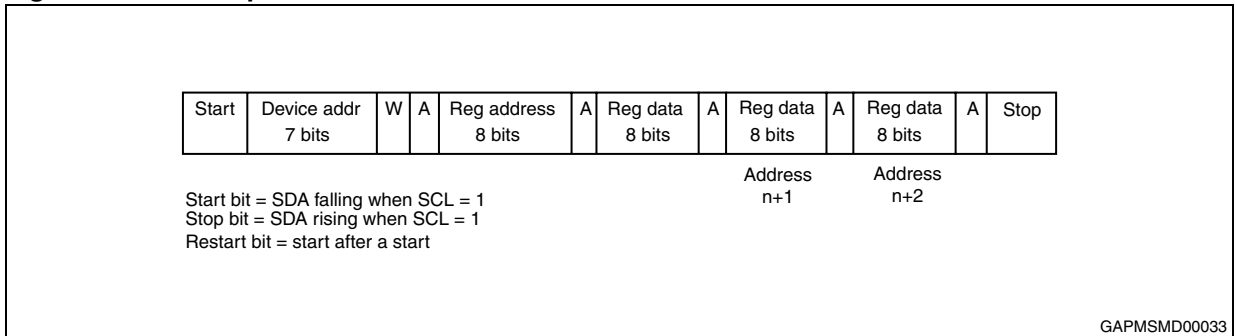 Start Device addr W A Reg address A Reg data A Reg data A Reg data A Stop
7 bits 8 bits 8 bits 8 bits 8 bits
Address Address
n+1 n+2
Start bit = SDA falling when SCL = 1
Stop bit = SDA rising when SCL = 1
Restart bit = start after a start
GAPMSMD00033